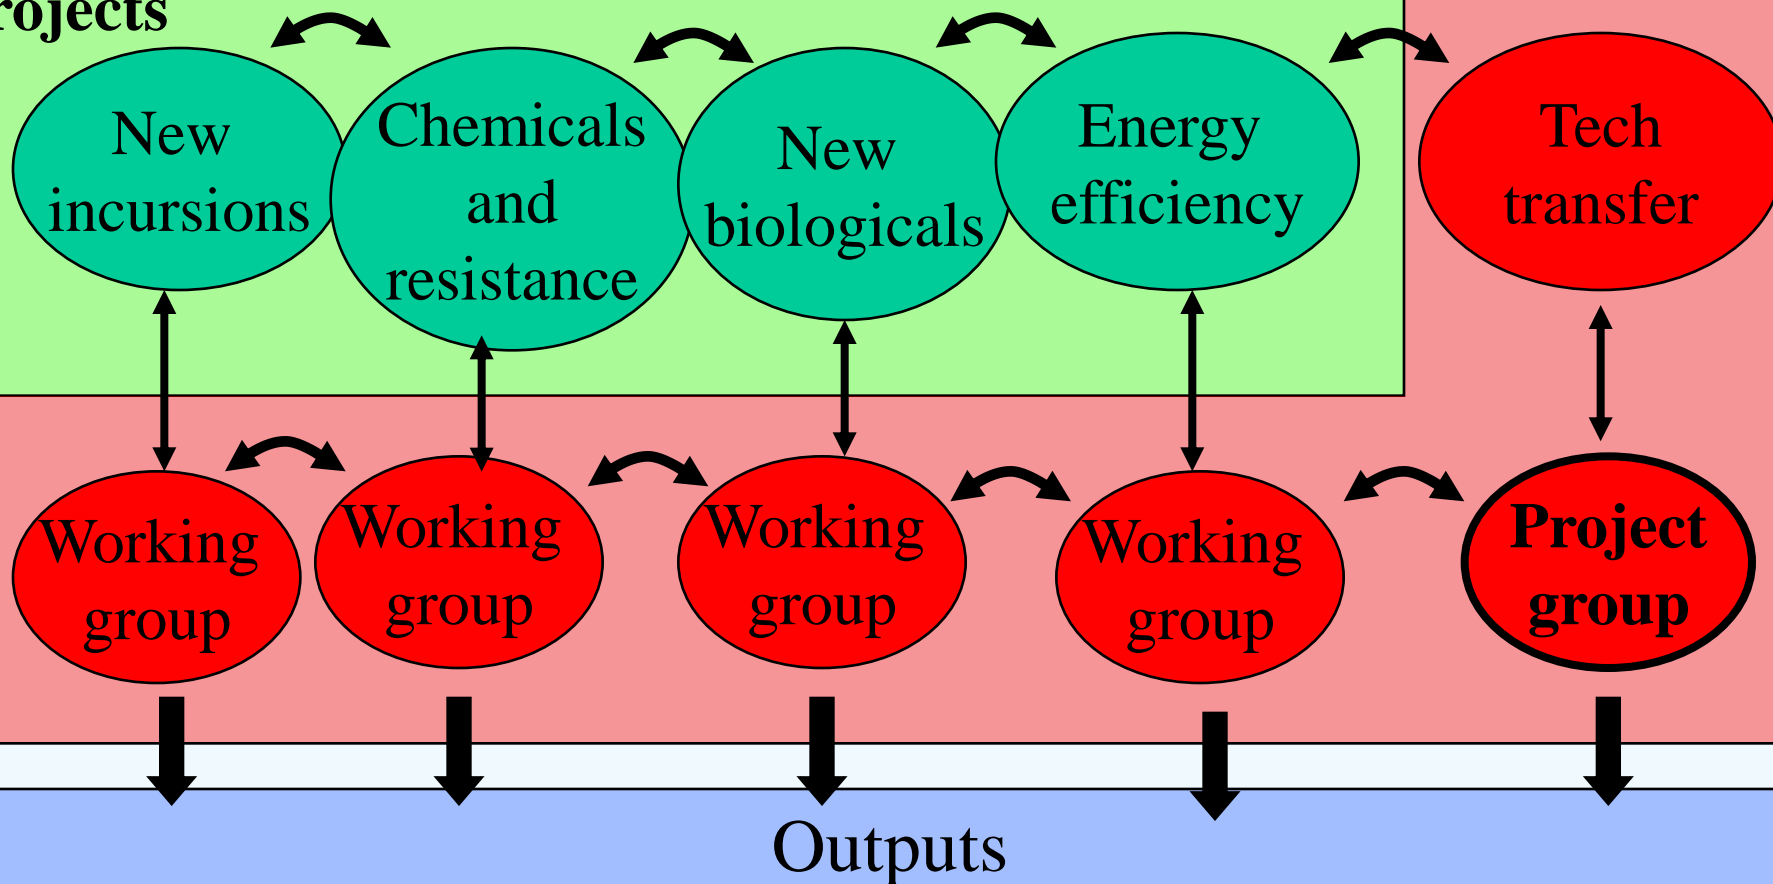 rojects
New
incursions
Chemicals
and
resistance
New
biologicals
Energy
efficiency
Tech
transfer
Working
group
Working
group
Working
group
Working
group
Project
group
Outputs